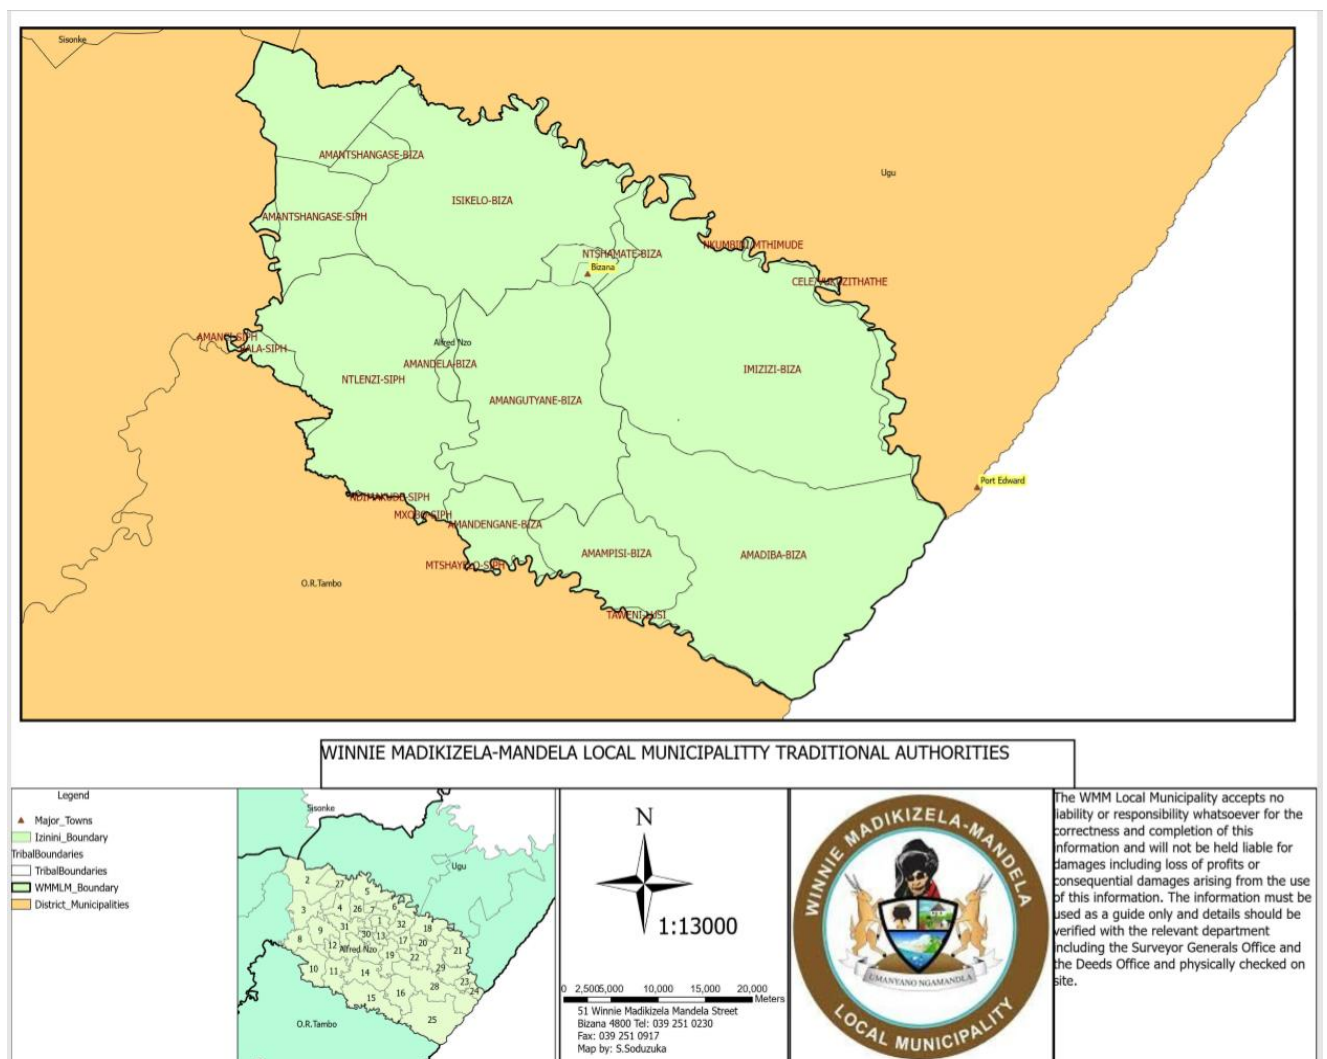 Sisonke
Ugu
AMANTSHANGASE-BIZA
ISIKELO-BIZA
AMANTSHANGASE-SIPH
NTSHAMATE-BIZA
Bizana
Alfred Nzo
AMANDELA-BIZA
NTLENZI-SIPH
AMANGUTYANE-BIZA
IMIZIZI-BIZA
Port Edward
AMANDENGANE-BIZA
AMAMPISI-BIZA
AMADIBA-BIZA
O.R.Tambo
WINNIE MADIKIZELA-MANDELA LOCAL MUNICIPALITTY TRADITIONAL AUTHORITIES
Legend
Major_Towns
Izinini_Boundary
TribalBoundaries
TribalBoundaries
WMMLM_Boundary
District_Municipalities
Sisonke
Ugu
2
27
5
3
4
26
7
6
1
32
18
9
31
30
13
17
20
8
12
Alfred Nzo
19
22
21
10
11
14
29
28
23
24
15
16
25
O.R.Tambo
N
1:13000
0 2,500 5,000 10,000 15,000 20,000
Meters
51 Winnie Madikizela Mandela Street
Bizana 4800 Tel: 039 251 0230
Fax: 039 251 0917
Map by: S.Soduzuka
WINNIE MADIKIZELA-MANDELA
UMANYANO NGAMANDLA
LOCAL MUNICIPALITY
The WMM Local Municipality accepts no
liability or responsibility whatsoever for the
correctness and completion of this
information and will not be held liable for
damages including loss of profits or
consequential damages arising from the use
of this information. The information must be
used as a guide only and details should be
verified with the relevant department
including the Surveyor Generals Office and
the Deeds Office and physically checked on
site.